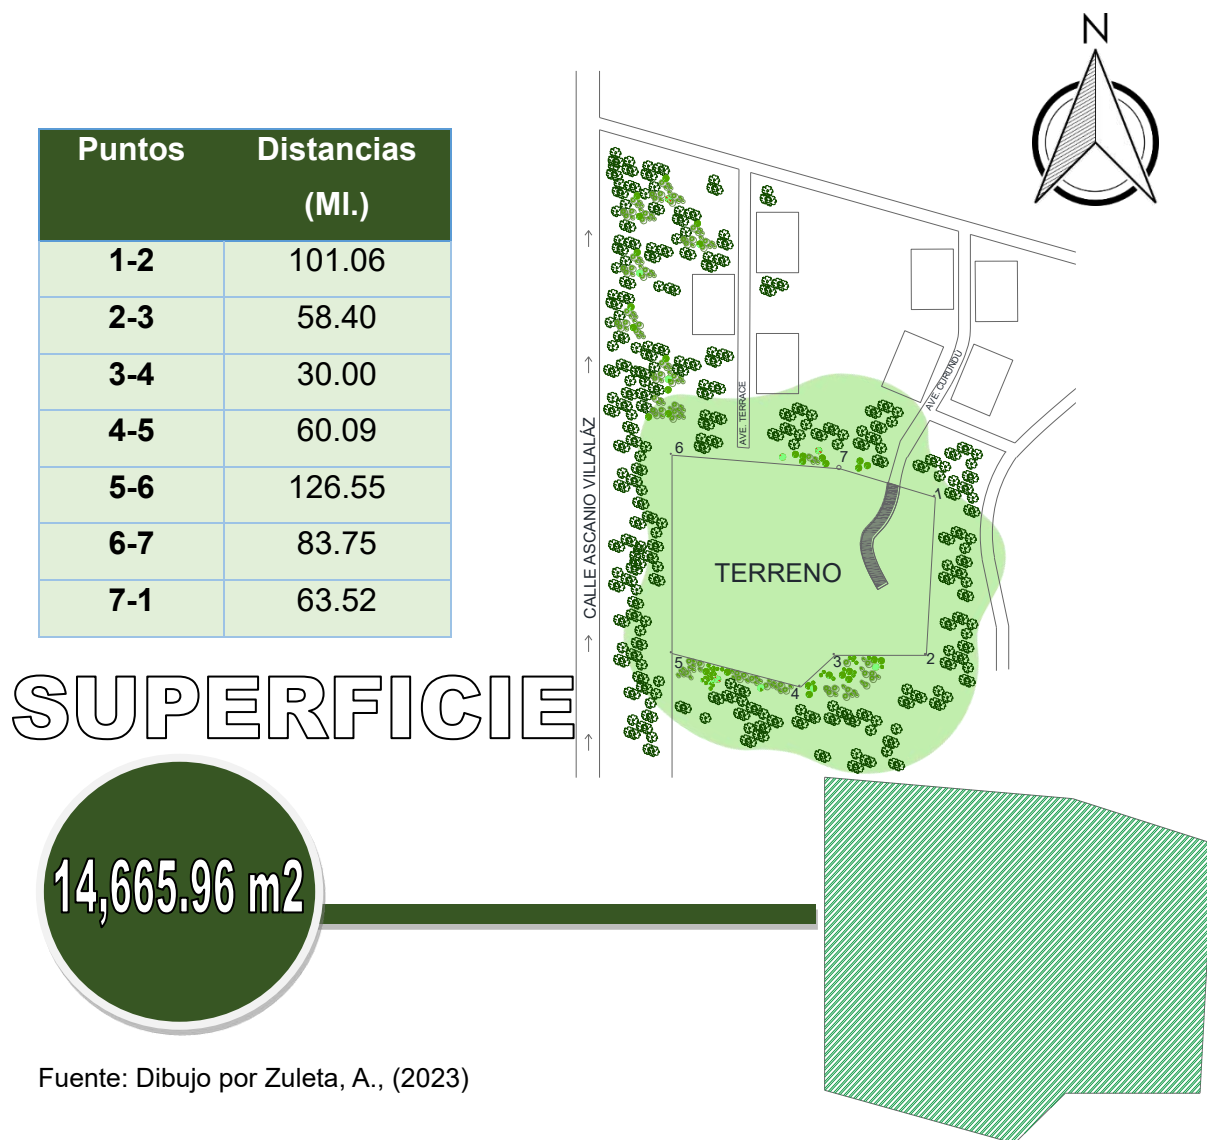 N
Puntos Distancias
(Ml.)
1-2 101.06
2-3 58.40
3-4 30.00
4-5 60.09
5-6 126.55
6-7 83.75
7-1 63.52
AVE. TERRACE
AVE. CURUNDU
CALLE ASCANIO VILLALÁZ
6
7
1
TERRENO
5
4
3
2
SUPERFICIE
14,665.96 m2
Fuente: Dibujo por Zuleta, A., (2023)